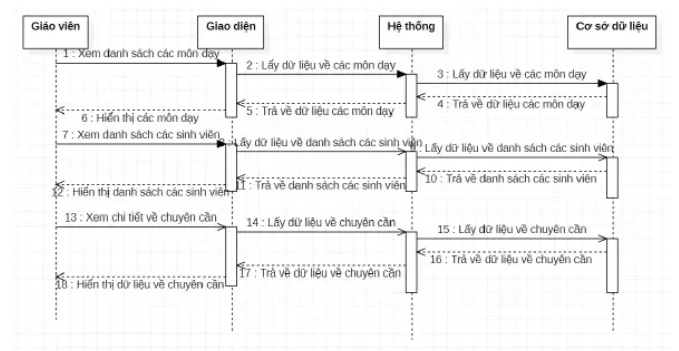 Giáo viên
Giao diện
Hệ thống
Cơ sở dữ liệu
1 : Xem danh sách các môn dạy
2 : Lấy dữ liệu về các môn dạy
3 : Lấy dữ liệu về các môn dạy
4 : Trả về dữ liệu các môn dạy
5 : Trả về dữ liệu các môn dạy
6 : Hiển thị các môn dạy
7 : Xem danh sách các sinh viên
: Lấy dữ liệu về danh sách các sinh viên
: Lấy dữ liệu về danh sách các sinh viên
10 : Trả về danh sách các sinh viên
11 : Trả về danh sách các sinh viên
12 : Hiển thị danh sách các sinh viên
13 : Xem chi tiết về chuyên cần
14 : Lấy dữ liệu về chuyên cần
15 : Lấy dữ liệu về chuyên cần
16 : Trả về dữ liệu về chuyên cần
17 : Trả về dữ liệu về chuyên cần
18 : Hiển thị dữ liệu về chuyên cần